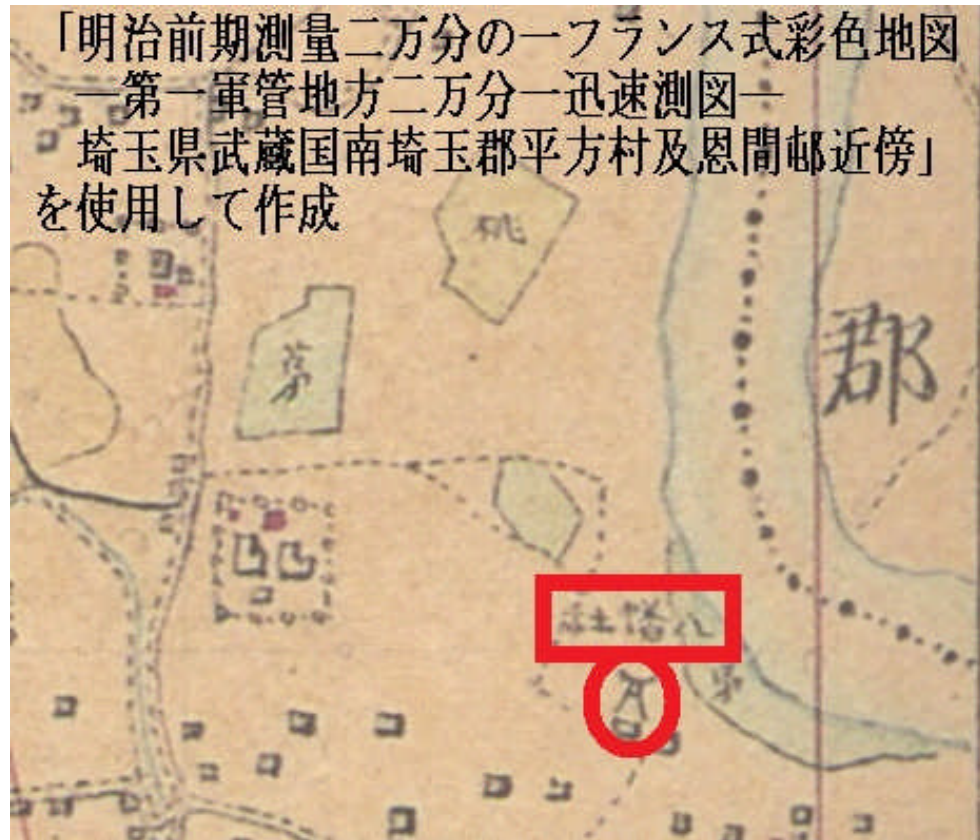 「明治前期測量二万分の一フランス式彩色地図
―第一軍管地方二万分一迅速測図―
埼玉県武蔵国南埼玉郡平方村及恩間邨近傍」
を使用して作成
桃
茅
郡